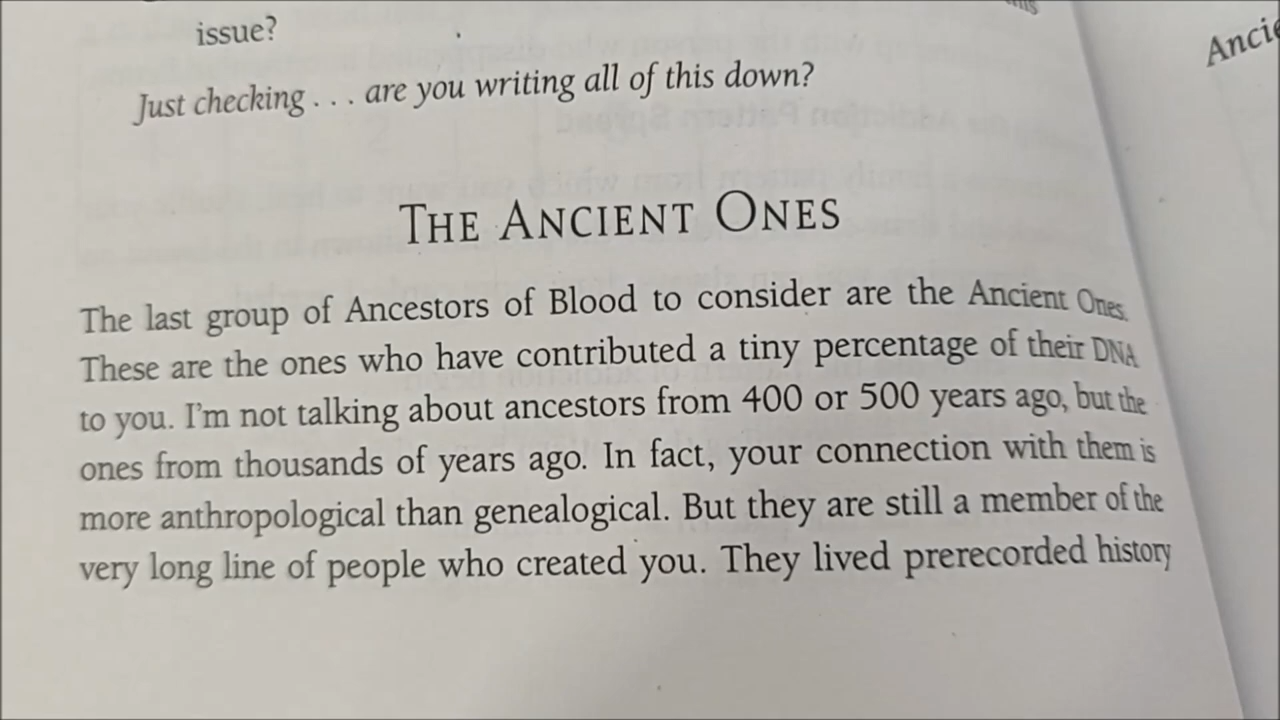 issue?
Just checking . . . are you writing all of this down?
THE ANCIENT ONES
The last group of Ancestors of Blood to consider are the Ancient Ones.
These are the ones who have contributed a tiny percentage of their DNA
to you. I'm not talking about ancestors from 400 or 500 years ago, but the
ones from thousands of years ago. In fact, your connection with them is
more anthropological than genealogical. But they are still a member of the
very long line of people who created you. They lived prerecorded history